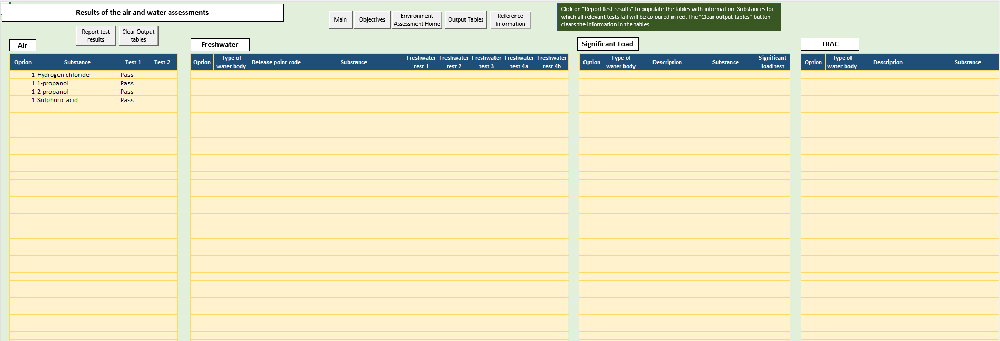 Results of the air and water assessments
Main
Objectives
Environment
Assessment Home
Output Tables
Reference
Information
Click on "Report test results" to populate the tables with information. Substances for
which all relevant tests fail will be coloured in red. The "Clear output tables" button
clears the information in the tables.
Report test
results
Clear Output
tables
Air
Option Substance Test 1 Test 2
1 Hydrogen chloride Pass
1 1-propanol Pass
1 2-propanol Pass
1 Sulphuric acid Pass
Freshwater
Option
Type of
water body
Release point code
Substance
Freshwater
test 1
Freshwater
test 2
Freshwater
test 3
Freshwater
test 4a
Freshwater
test 4b
Significant Load
Option
Type of
water body
Description
Substance
Significant
load test
TRAC
Option
Type of
water body
Description
Substance